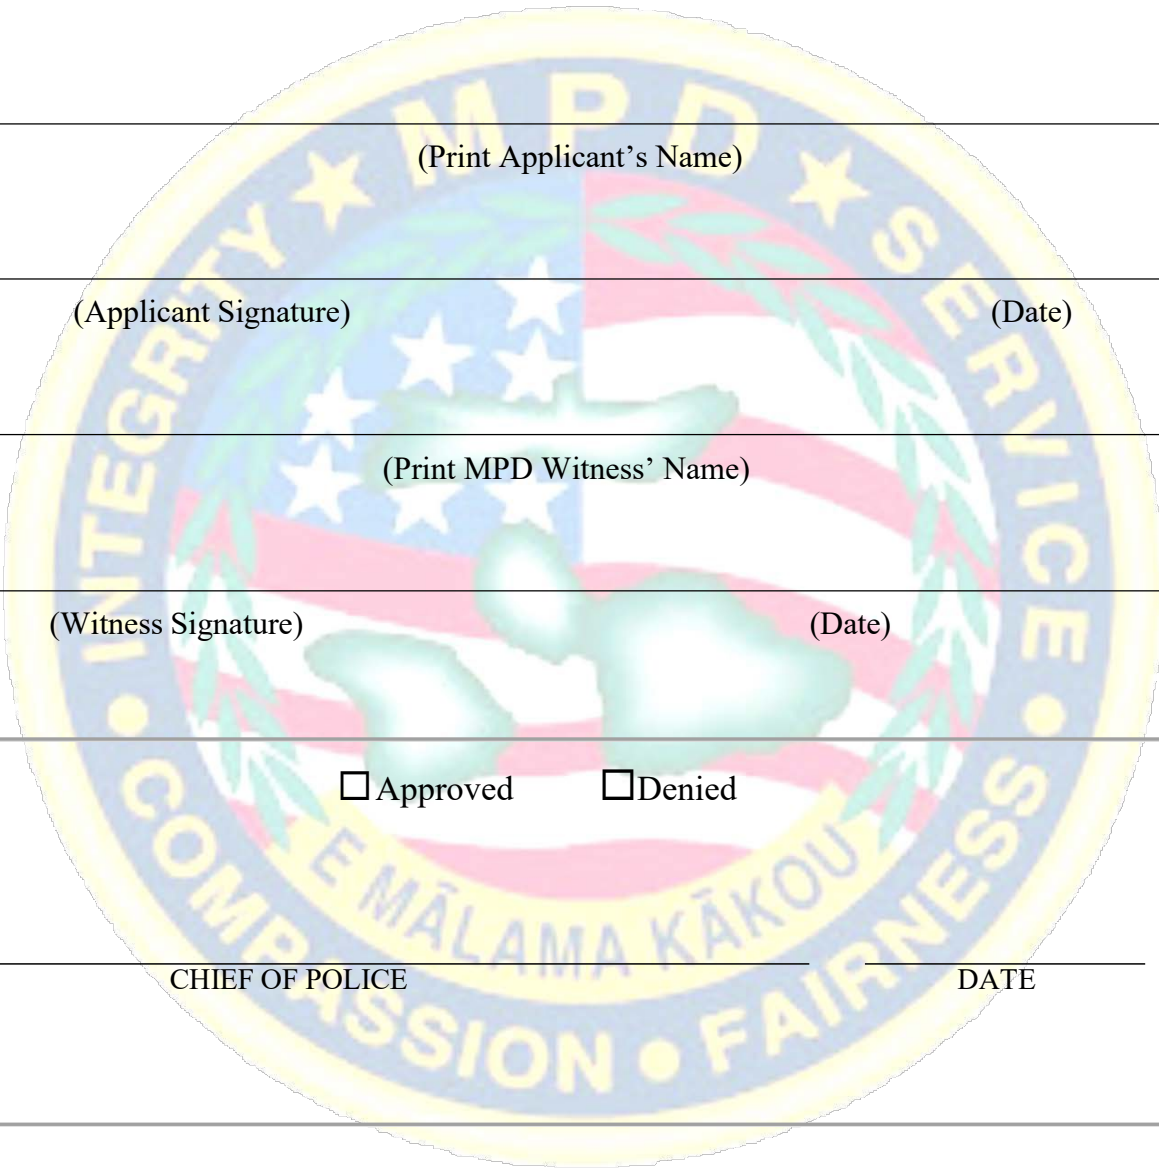 MPD
(Print Applicant’s Name)
INTEGRITY
SERVICE
(Applicant Signature) (Date)
(Print MPD Witness’ Name)
(Witness Signature) (Date)
☐ Approved ☐ Denied
E MĀLAMA KĀKOU
CHIEF OF POLICE DATE
COMPASSION • FAIRNESS